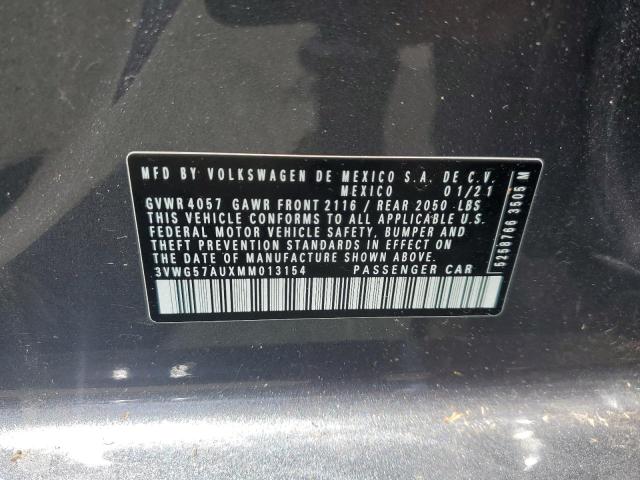 MFD BY VOLKSWAGEN DE MEXICO S.A. DE C.V.
MEXICO 01/21
GVWR 4057 GAWR FRONT 2116 / REAR 2050 LBS
THIS VEHICLE CONFORMS TO ALL APPLICABLE U.S.
FEDERAL MOTOR VEHICLE SAFETY, BUMPER, AND
THEFT PREVENTION STANDARDS IN EFFECT ON
THE DATE OF MANUFACTURE SHOWN ABOVE.
3VWG57AUXMM013154 PASSENGER CAR
5258766 3505 M